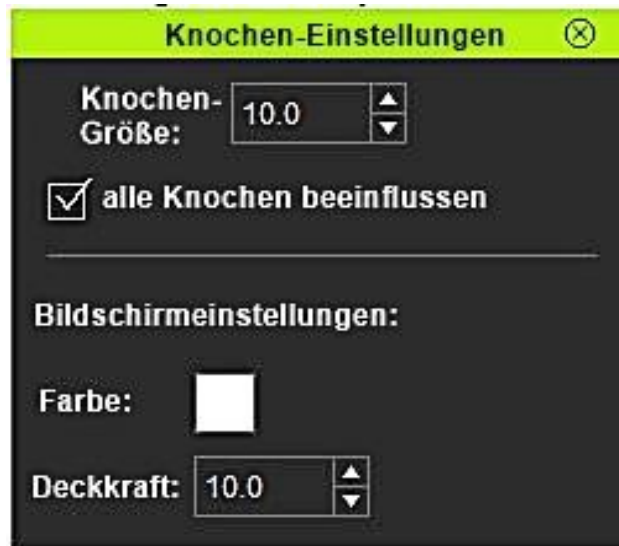 Knochen-Einstellungen
Knochen-
Größe: 10.0
alle Knochen beeinflussen
Bildschirmeinstellungen:
Farbe:
Deckkraft: 10.0